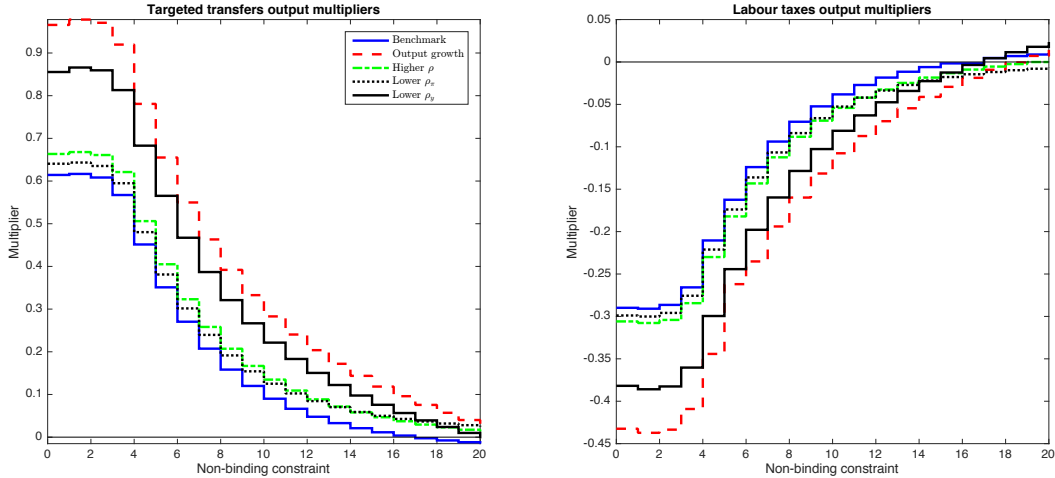 Targeted transfers output multipliers
Multiplier
0.9
0.8
0.7
0.6
0.5
0.4
0.3
0.2
0.1
0
0 2 4 6 8 10 12 14 16 18 20
Non-binding constraint
Benchmark
Output growth
Higher ρ
Lower ρ_π
Lower ρ_y
Labour taxes output multipliers
Multiplier
0.05
0
-0.05
-0.1
-0.15
-0.2
-0.25
-0.3
-0.35
-0.4
-0.45
0 2 4 6 8 10 12 14 16 18 20
Non-binding constraint